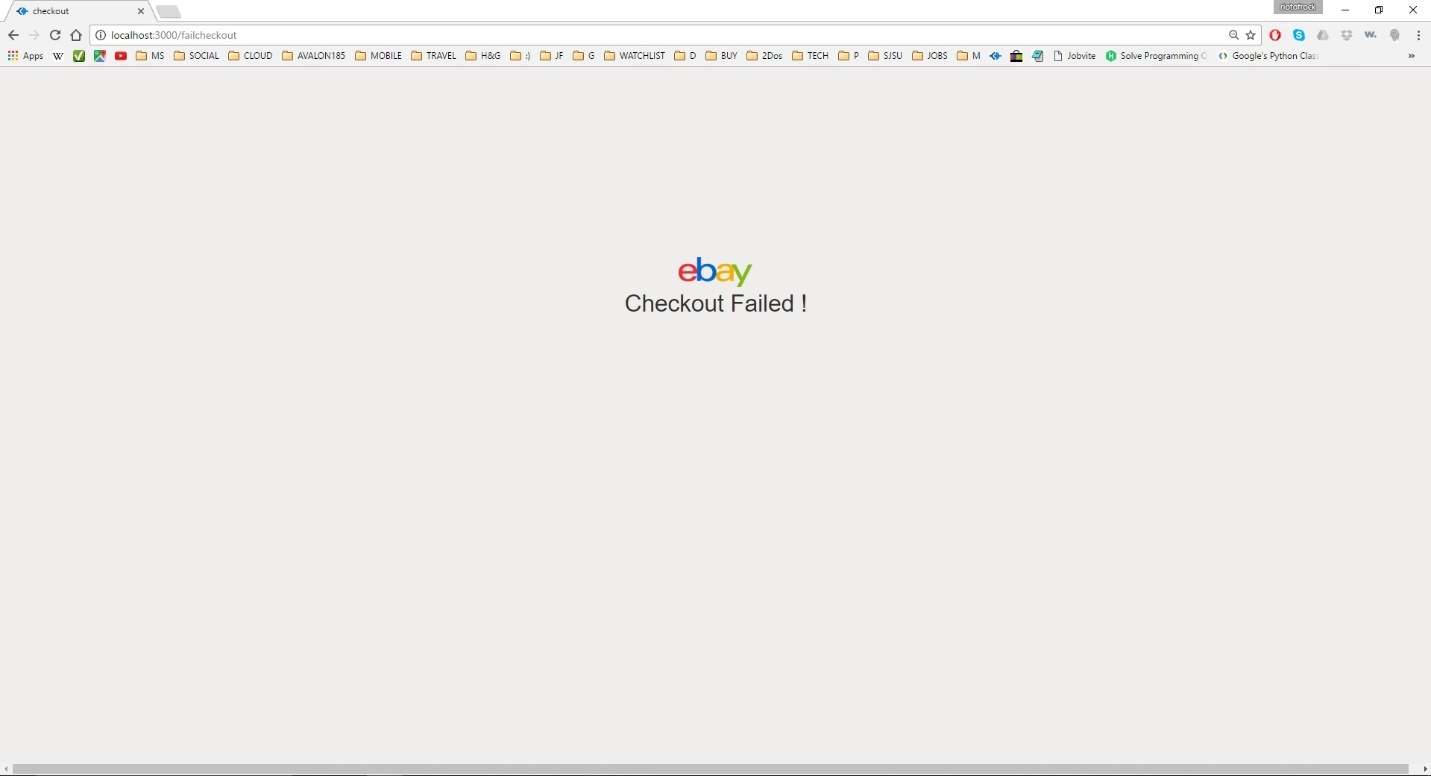 checkout
riotofrock
localhost:3000/failcheckout
Apps W MS SOCIAL CLOUD AVALON185 MOBILE TRAVEL H&G :) JF G WATCHLIST D BUY 2Dos TECH P SJSU JOBS M Jobvite Solve Programming Google's Python Clas »
ebay
Checkout Failed !